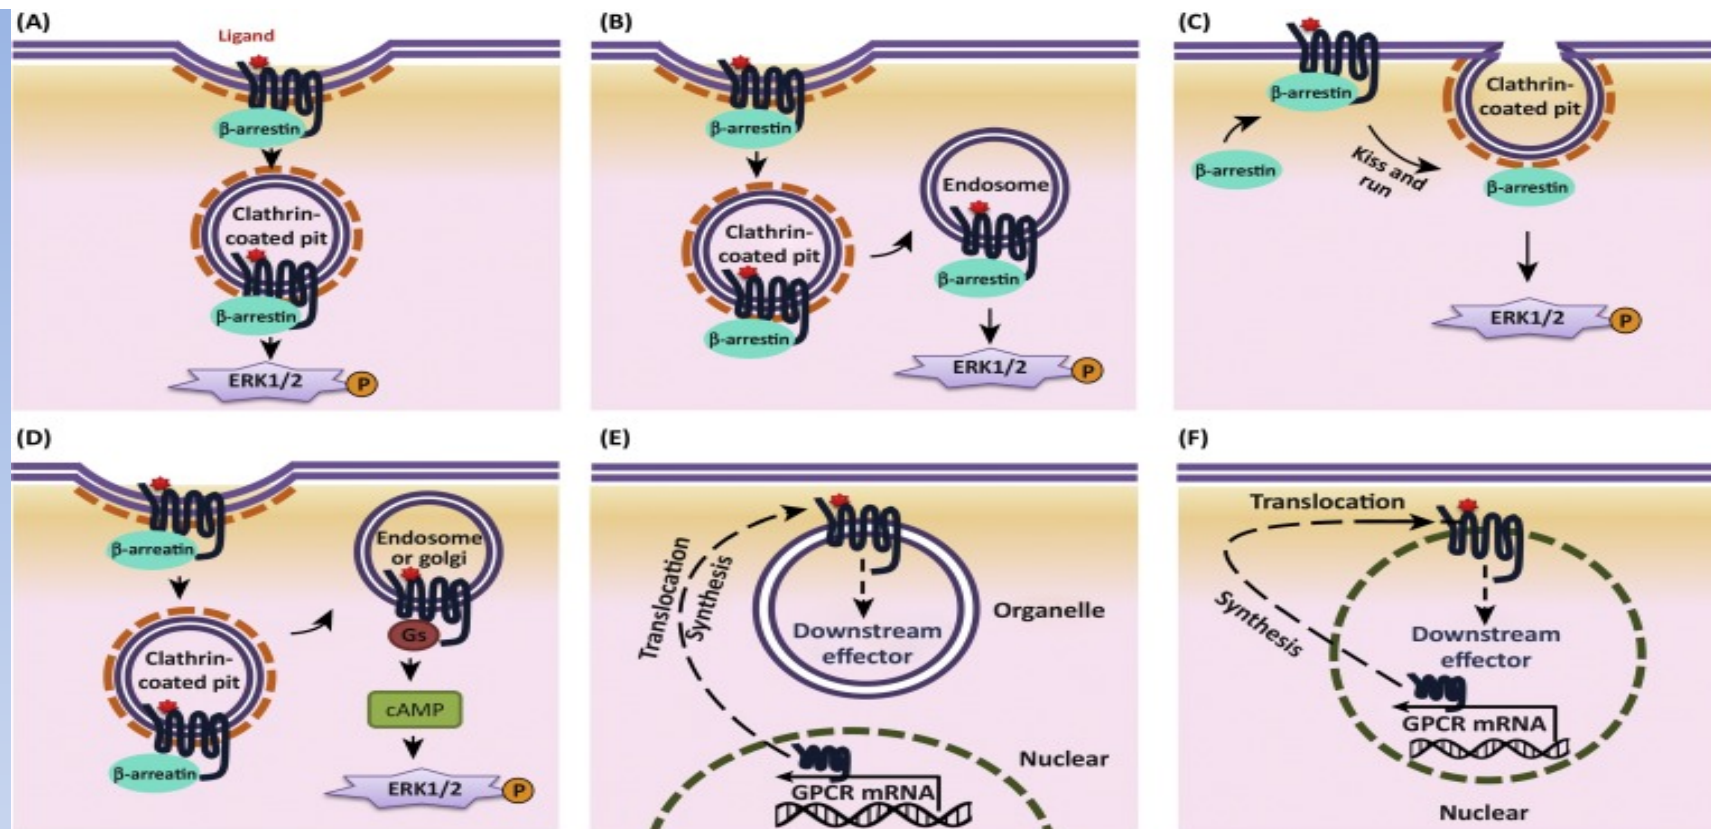 (A)
Ligand
β-arrestin
Clathrin-
coated pit
β-arrestin
ERK1/2
P
(B)
β-arrestin
Clathrin-
coated pit
β-arrestin
Endosome
β-arrestin
ERK1/2
P
(C)
β-arrestin
β-arrestin
Kiss and
run
Clathrin-
coated pit
β-arrestin
ERK1/2
P
(D)
β-arreatin
Clathrin-
coated pit
β-arreatin
Endosome
or golgi
Gs
cAMP
ERK1/2
P
(E)
Translocation
Synthesis
Downstream
effector
Organelle
Nuclear
GPCR mRNA
(F)
Translocation
Synthesis
Downstream
effector
GPCR mRNA
Nuclear